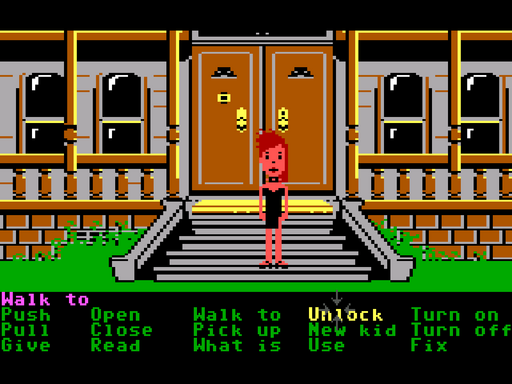 Walk to
Push Open Walk to Unlock Turn on
Pull Close Pick up New kid Turn off
Give Read What is Use Fix